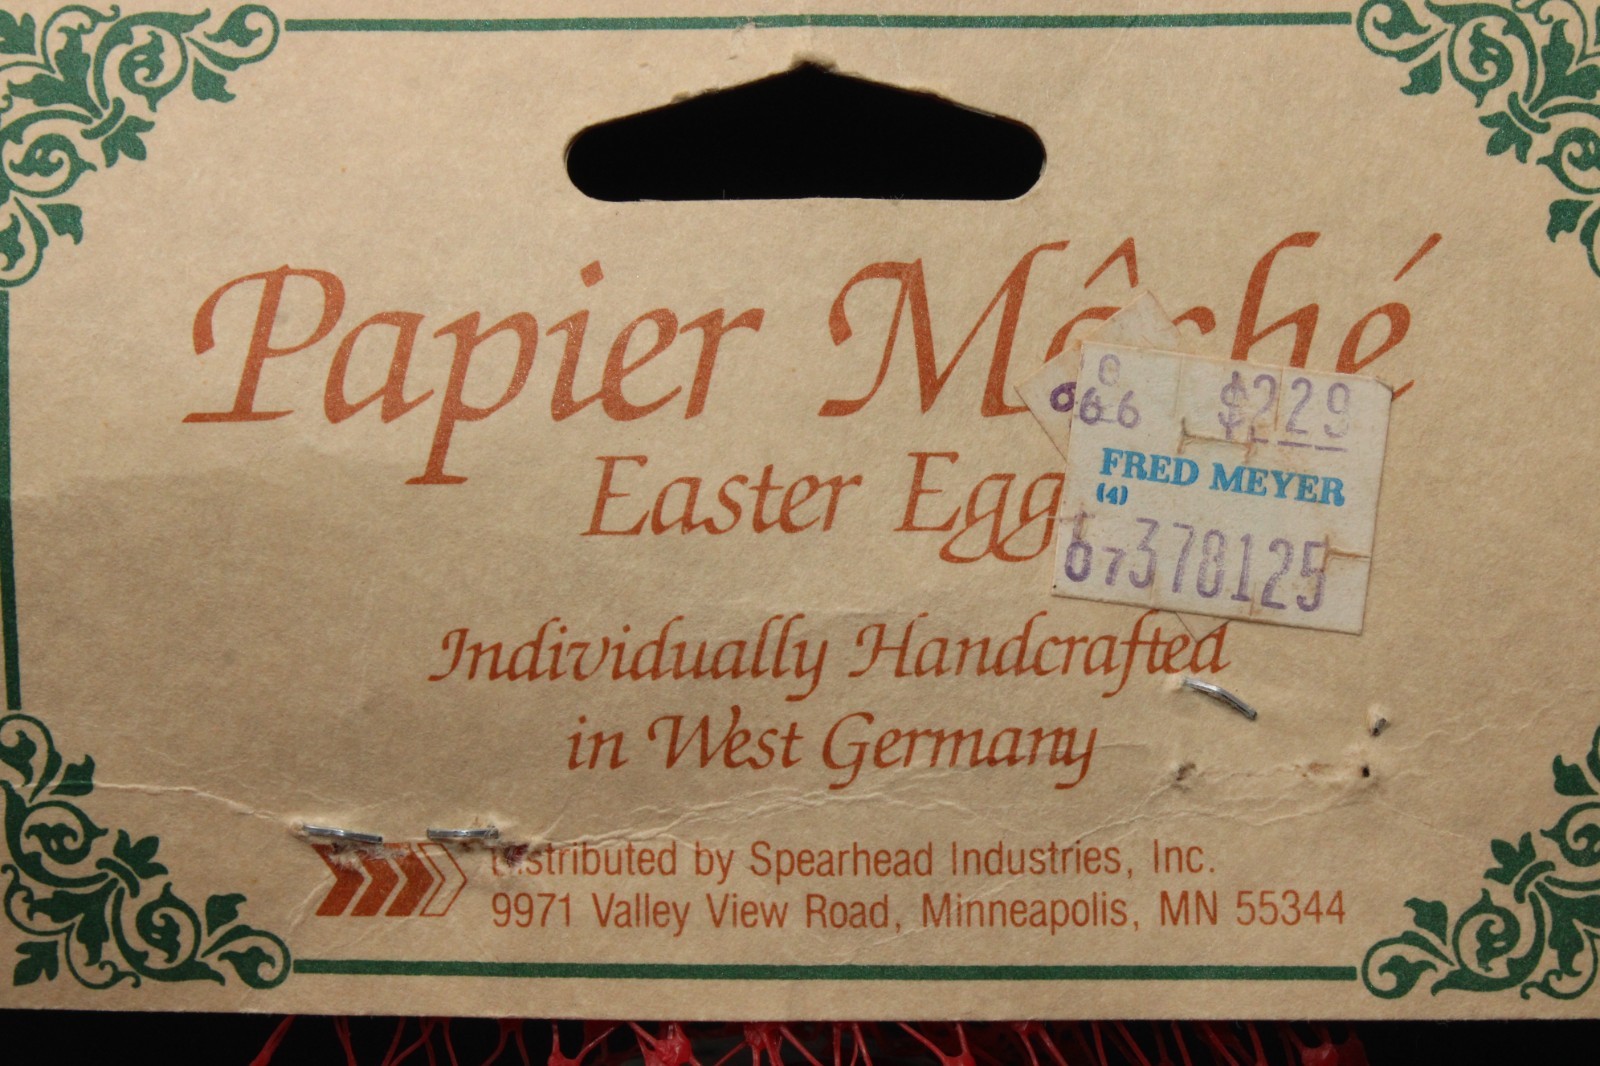 Papier Mâché
Easter Egg
Individually Handcrafted
in West Germany
Distributed by Spearhead Industries, Inc.
9971 Valley View Road, Minneapolis, MN 55344
$2.29
FRED MEYER
(4)
378125